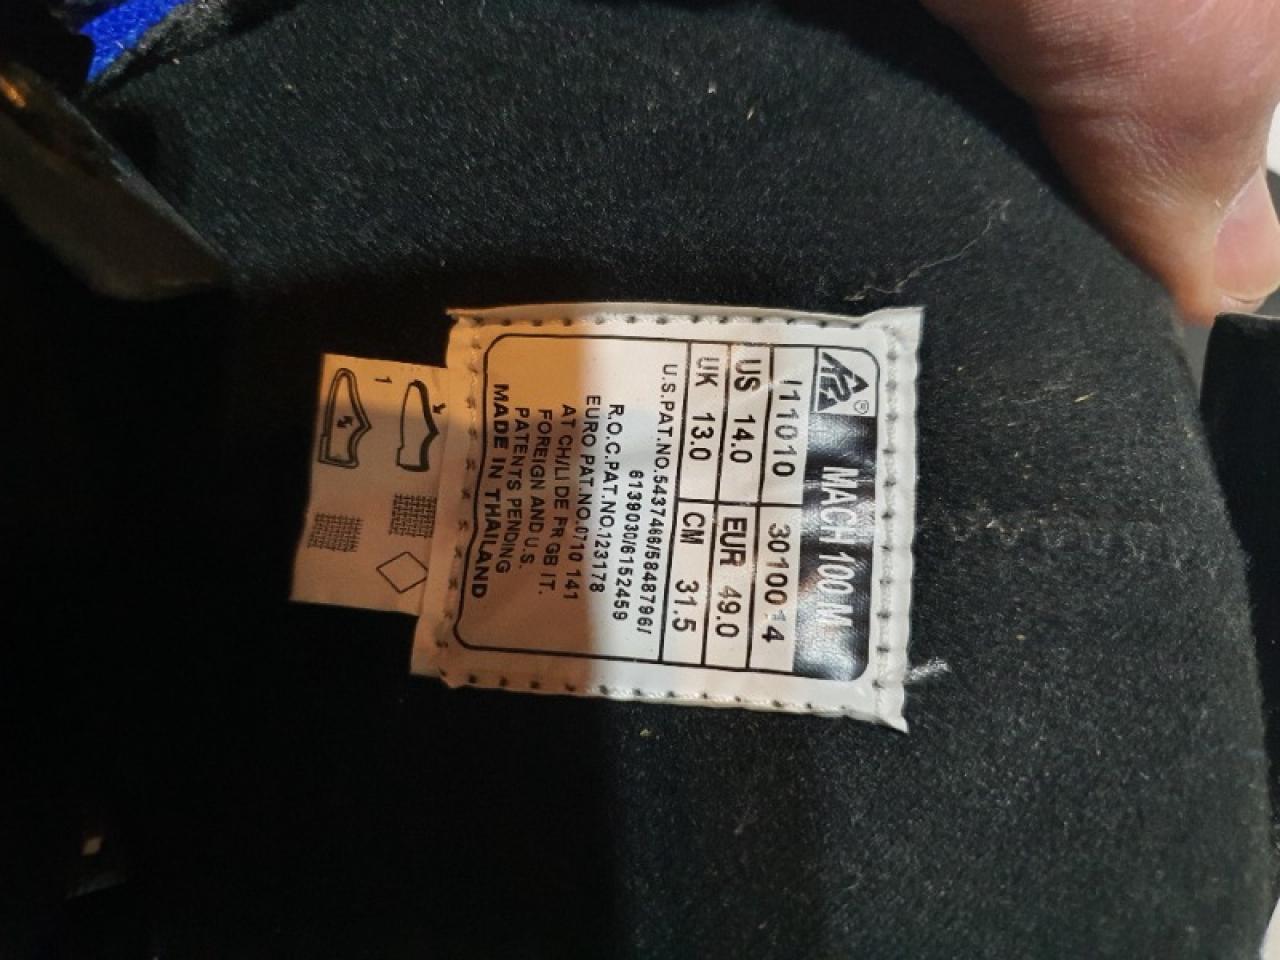 K2® MACH 100 M
I11010 30100 14
US 14.0 EUR 49.0
UK 13.0 CM 31.5
U.S.PAT.NO.5437466/5848796/
6139030/6152459
R.O.C.PAT.NO.123178
EURO PAT.NO.0710 141
AT CH/LI DE FR GB IT.
FOREIGN AND U.S.
PATENTS PENDING
MADE IN THAILAND
1